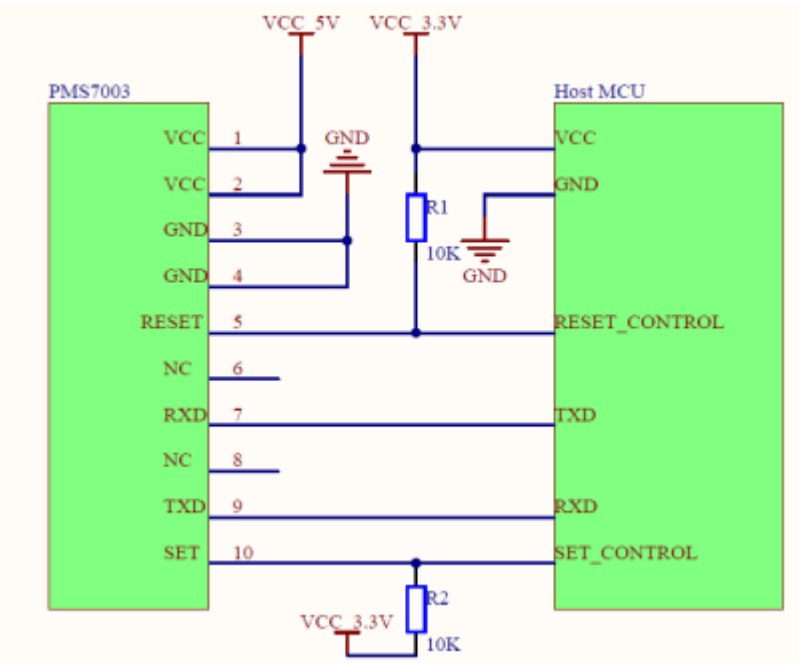 VCC_5V VCC_3.3V
PMS7003 Host MCU
VCC 1 GND VCC
VCC 2 GND
R1
GND 3
10K
GND 4 GND
RESET 5 RESET_CONTROL
NC 6
RXD 7 TXD
NC 8
TXD 9 RXD
SET 10 SET_CONTROL
R2
VCC_3.3V
10K